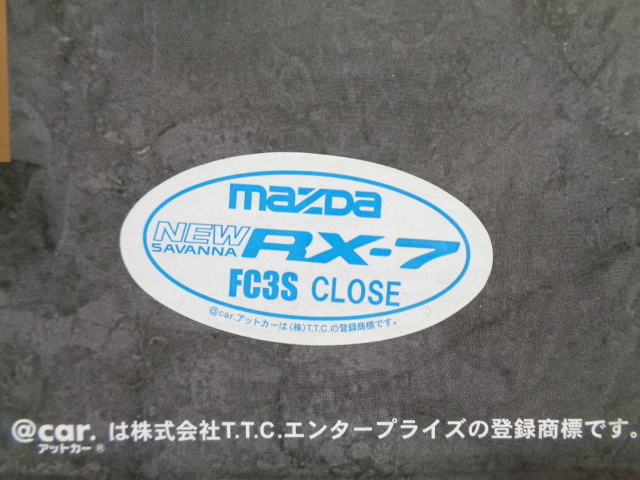 mazda
NEW SAVANNA RX-7
FC3S CLOSE
@car.アットカーは(株)T.T.C.の登録商標です。
@car. は株式会社T.T.C.エンタープライズの登録商標です。
アットカー®